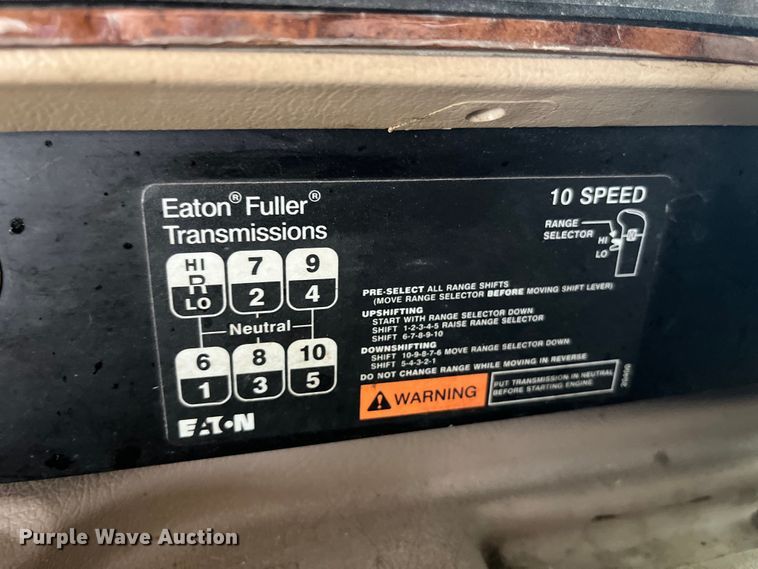 Eaton® Fuller®
Transmissions
HI
R
LO
7
2
9
4
Neutral
6
1
8
3
10
5
EATON
10 SPEED
RANGE
SELECTOR
HI
LO
PRE-SELECT ALL RANGE SHIFTS
(MOVE RANGE SELECTOR BEFORE MOVING SHIFT LEVER)
UPSHIFTING
START WITH RANGE SELECTOR DOWN
SHIFT 1-2-3-4-5 RAISE RANGE SELECTOR
SHIFT 6-7-8-9-10
DOWNSHIFTING
SHIFT 10-9-8-7-6 MOVE RANGE SELECTOR DOWN
SHIFT 5-4-3-2-1
DO NOT CHANGE RANGE WHILE MOVING IN REVERSE
WARNING
PUT TRANSMISSION IN NEUTRAL
BEFORE STARTING ENGINE
Purple Wave Auction